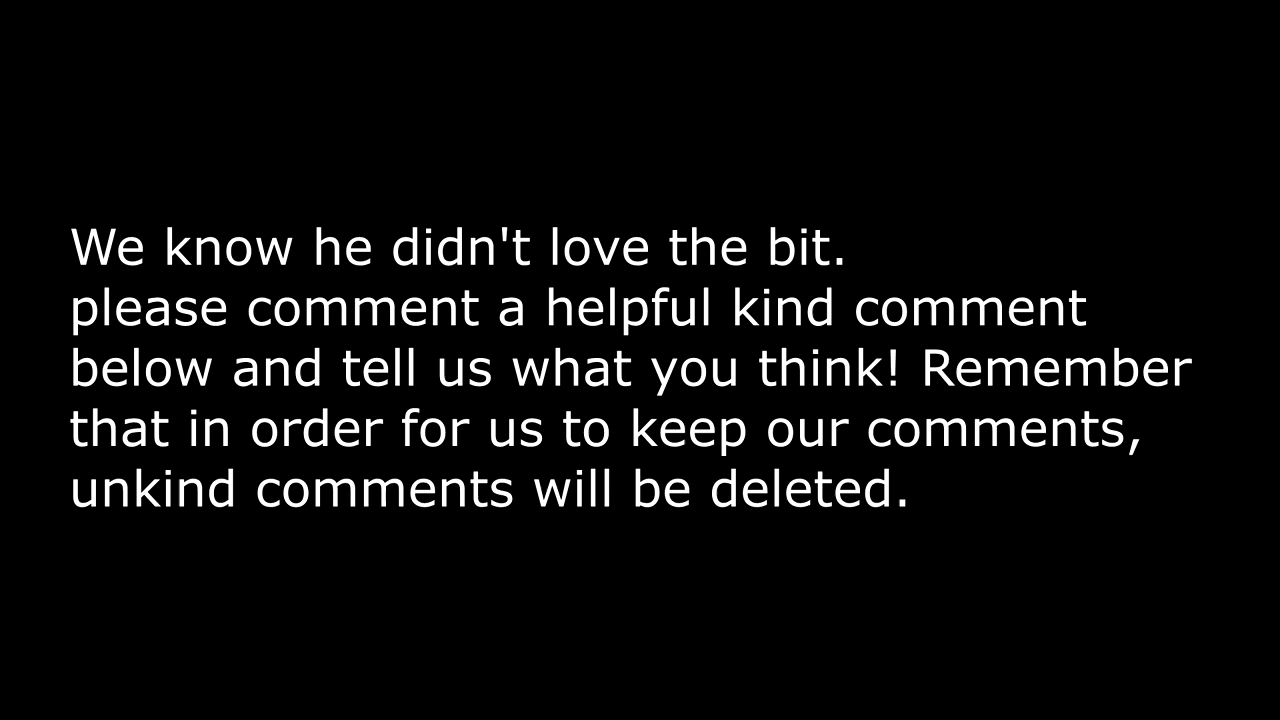 We know he didn't love the bit.
please comment a helpful kind comment
below and tell us what you think! Remember
that in order for us to keep our comments,
unkind comments will be deleted.